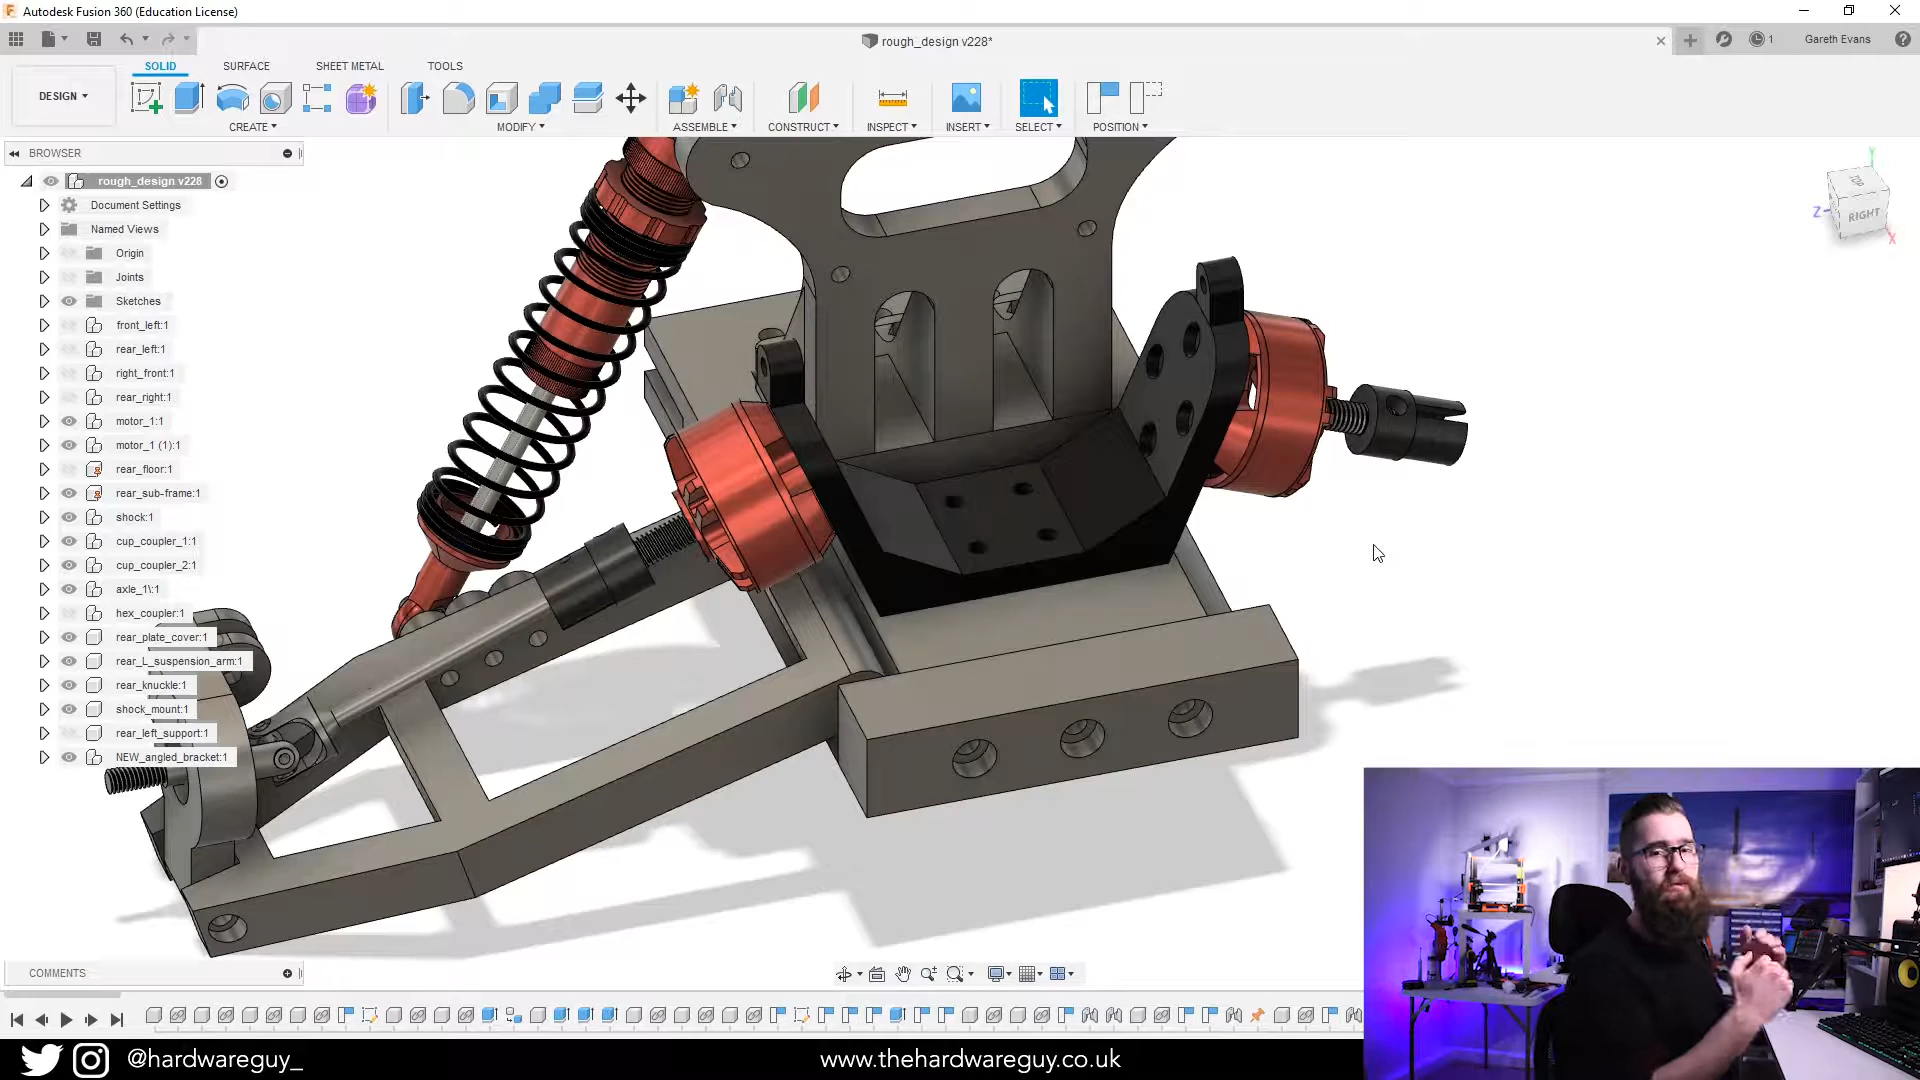 Autodesk Fusion 360 (Education License)
rough_design v228*
1
Gareth Evans
SOLID
SURFACE
SHEET METAL
TOOLS
DESIGN
CREATE
MODIFY
ASSEMBLE
CONSTRUCT
INSPECT
INSERT
SELECT
POSITION
BROWSER
rough_design v228
Document Settings
Named Views
Origin
Joints
Sketches
front_left:1
rear_left:1
right_front:1
rear_right:1
motor_1:1
motor_1 (1):1
rear_floor:1
rear_sub-frame:1
shock:1
cup_coupler_1:1
cup_coupler_2:1
axle_1\:1
hex_coupler:1
rear_plate_cover:1
rear_L_suspension_arm:1
rear_knuckle:1
shock_mount:1
rear_left_support:1
NEW_angled_bracket:1
Y
TOP
Z
RIGHT
X
COMMENTS
@hardwareguy_
www.thehardwareguy.co.uk